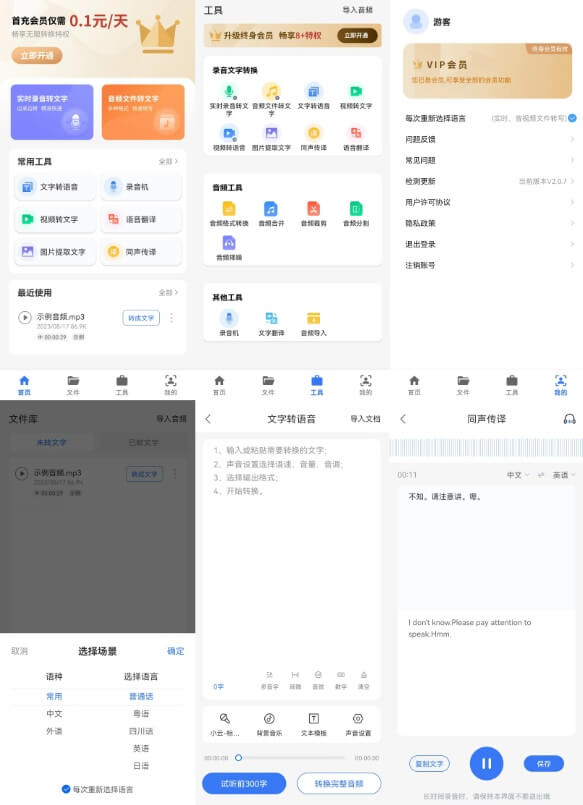 首充会员仅需 0.1元/天
畅享无限转换特权
立即开通
实时录音转文字
边录边转 精准快速
音频文件转文字
多种格式 精准转写
常用工具
全部
文字转语音
录音机
视频转文字
语音翻译
图片提取文字
同声传译
最近使用
全部
示例音频.mp3
2023/08/17 86.9K
00:00:29 示例
转成文字
首页
文件
工具
我的
工具
导入音频
升级终身会员 畅享8+特权
立即开通
录音文字转换
实时录音转文字
音频文件转文字
文字转语音
视频转文字
视频转语音
图片提取文字
同声传译
语音翻译
音频工具
音频格式转换
音频合并
音频裁剪
音频分割
音频降噪
其他工具
录音机
文字翻译
音频导入
首页
文件
工具
我的
游客
终身会员有效
VIP会员
您已是会员,可享受全部的会员功能
每次重新选择语言
(实时、音视频文件转写)
问题反馈
常见问题
检测更新
当前版本V2.0.7
用户许可协议
隐私政策
退出登录
注销账号
首页
文件
工具
我的
文件库
导入音频
未转文字
已转文字
示例音频.mp3
2023/08/17 86.9K
00:00:29 示例
转成文字
取消
选择场景
确定
语种
选择语言
常用
普通话
中文
粤语
外语
四川话
英语
日语
每次重新选择语言
文字转语音
导入文档
1、输入或粘贴需要转换的文字;
2、声音设置选择语速、音量、音调;
3、选择输出格式;
4、开始转换。
0字
多音字
间隔
音效
数字
清空
小云-标...
背景音乐
文本模板
声音设置
00:00:00
00:00:00
试听前300字
转换完整音频
同声传译
00:11
中文
英语
不知。请注意讲。嗯。
I don't know.Please pay attention to
speak.Hmm.
复制文字
保存
长时间录音时，请保持本界面不要退出哦